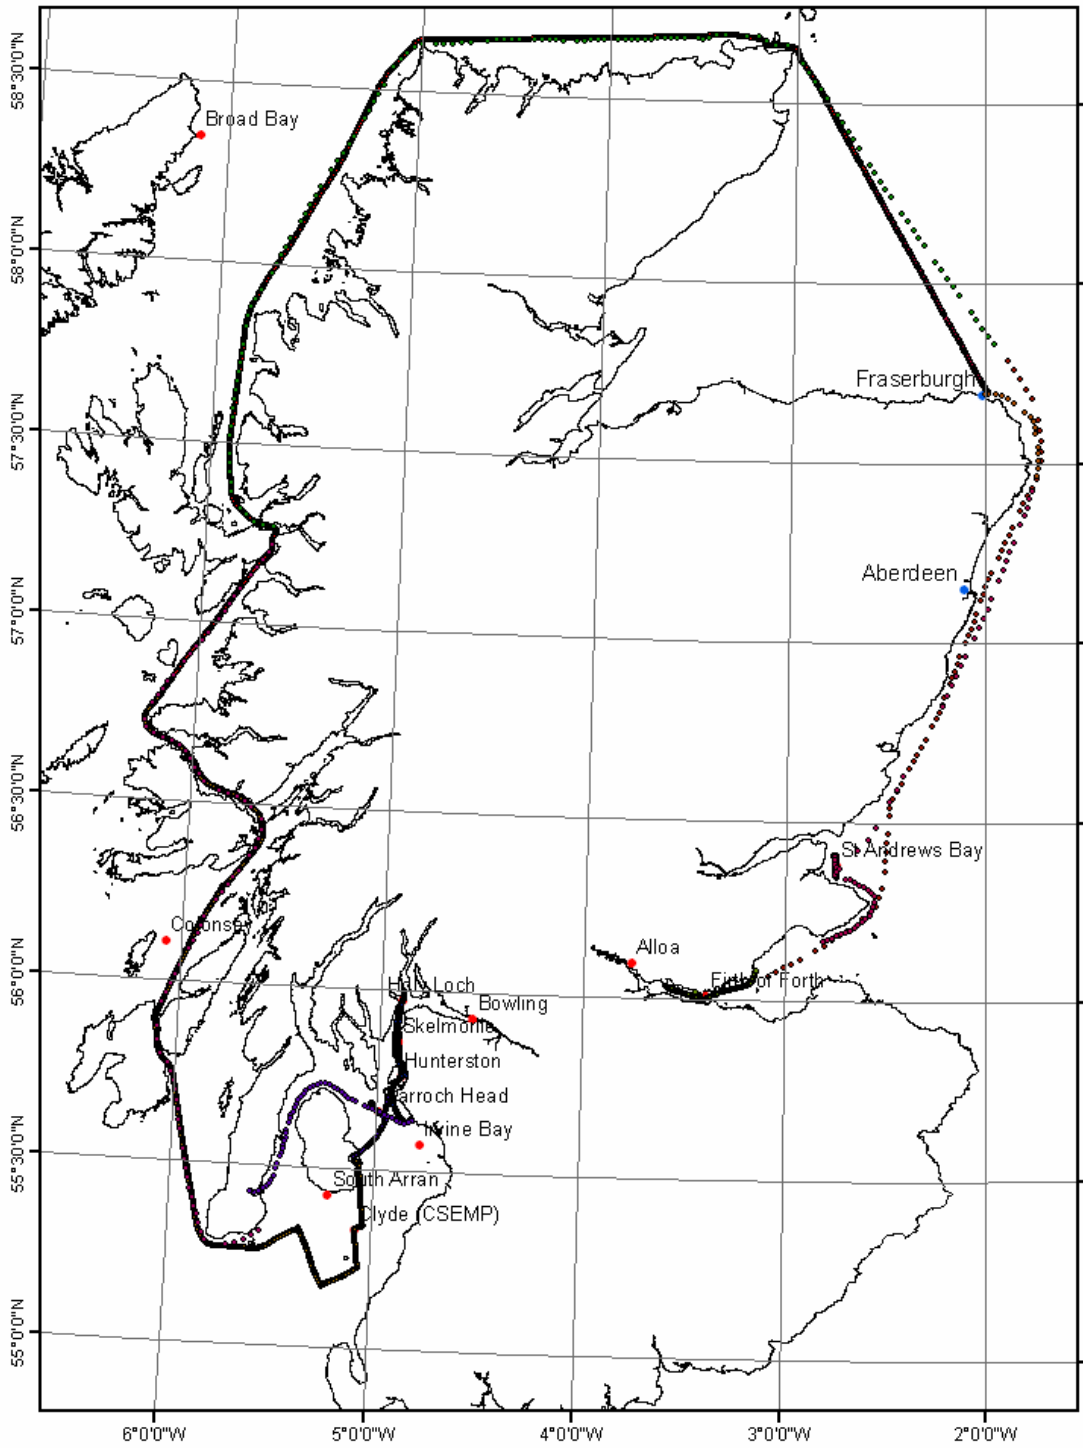 58°30'0"N
Broad Bay
58°0'0"N
Fraserburgh
57°30'0"N
Aberdeen
57°0'0"N
56°30'0"N
St Andrews Bay
Colonsay
Alloa
56°0'0"N
Holy Loch
Firth of Forth
Bowling
Skelmorlie
Hunterston
Garroch Head
Irvine Bay
55°30'0"N
South Arran
Clyde (CSEMP)
55°0'0"N
6°0'0"W
5°0'0"W
4°0'0"W
3°0'0"W
2°0'0"W